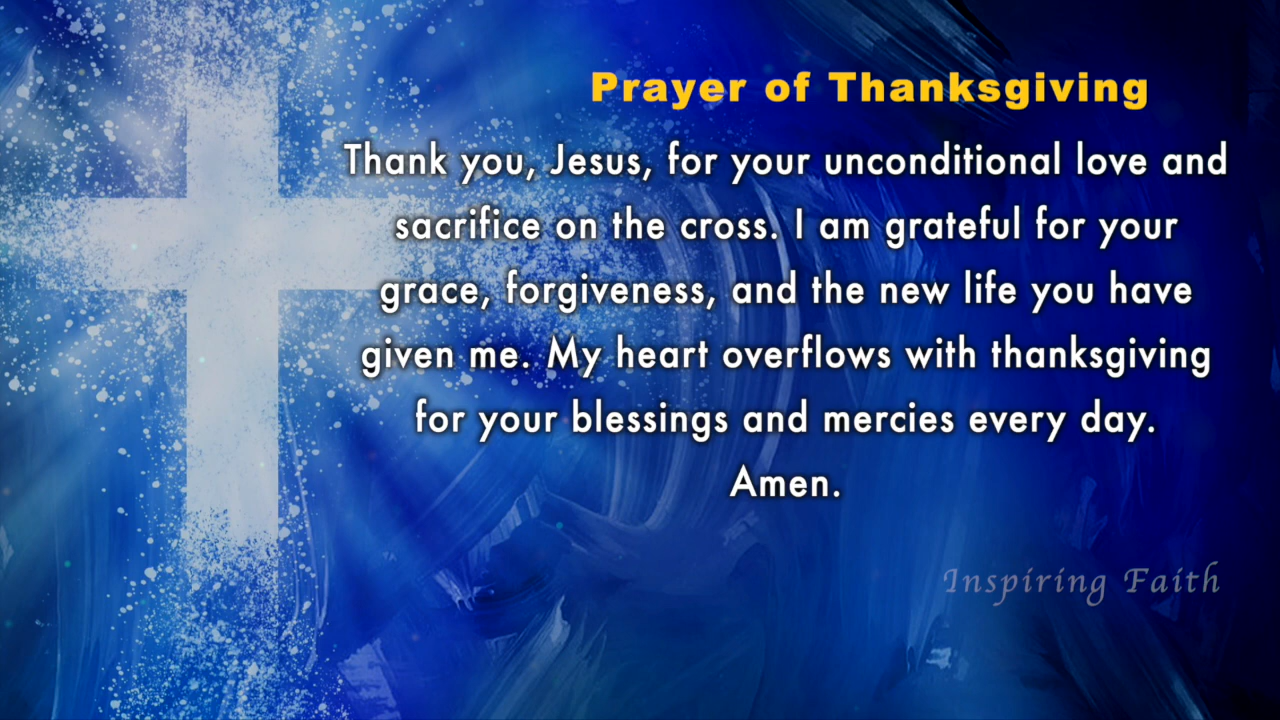 Prayer of Thanksgiving
Thank you, Jesus, for your unconditional love and
sacrifice on the cross. I am grateful for your
grace, forgiveness, and the new life you have
given me. My heart overflows with thanksgiving
for your blessings and mercies every day.
Amen.
Inspiring Faith